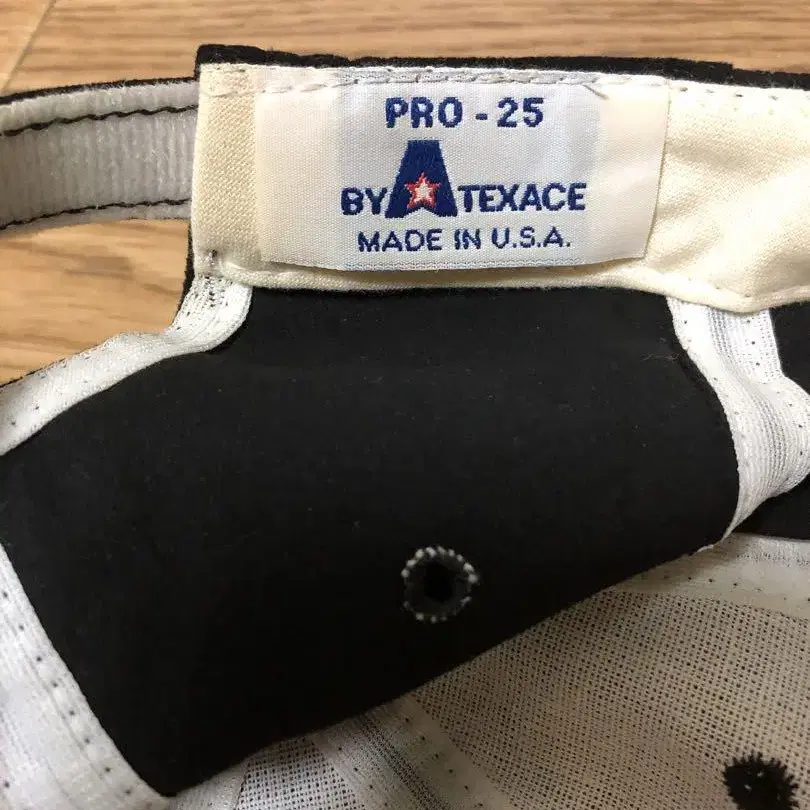 PRO - 25
BY TEXACE
MADE IN U.S.A.